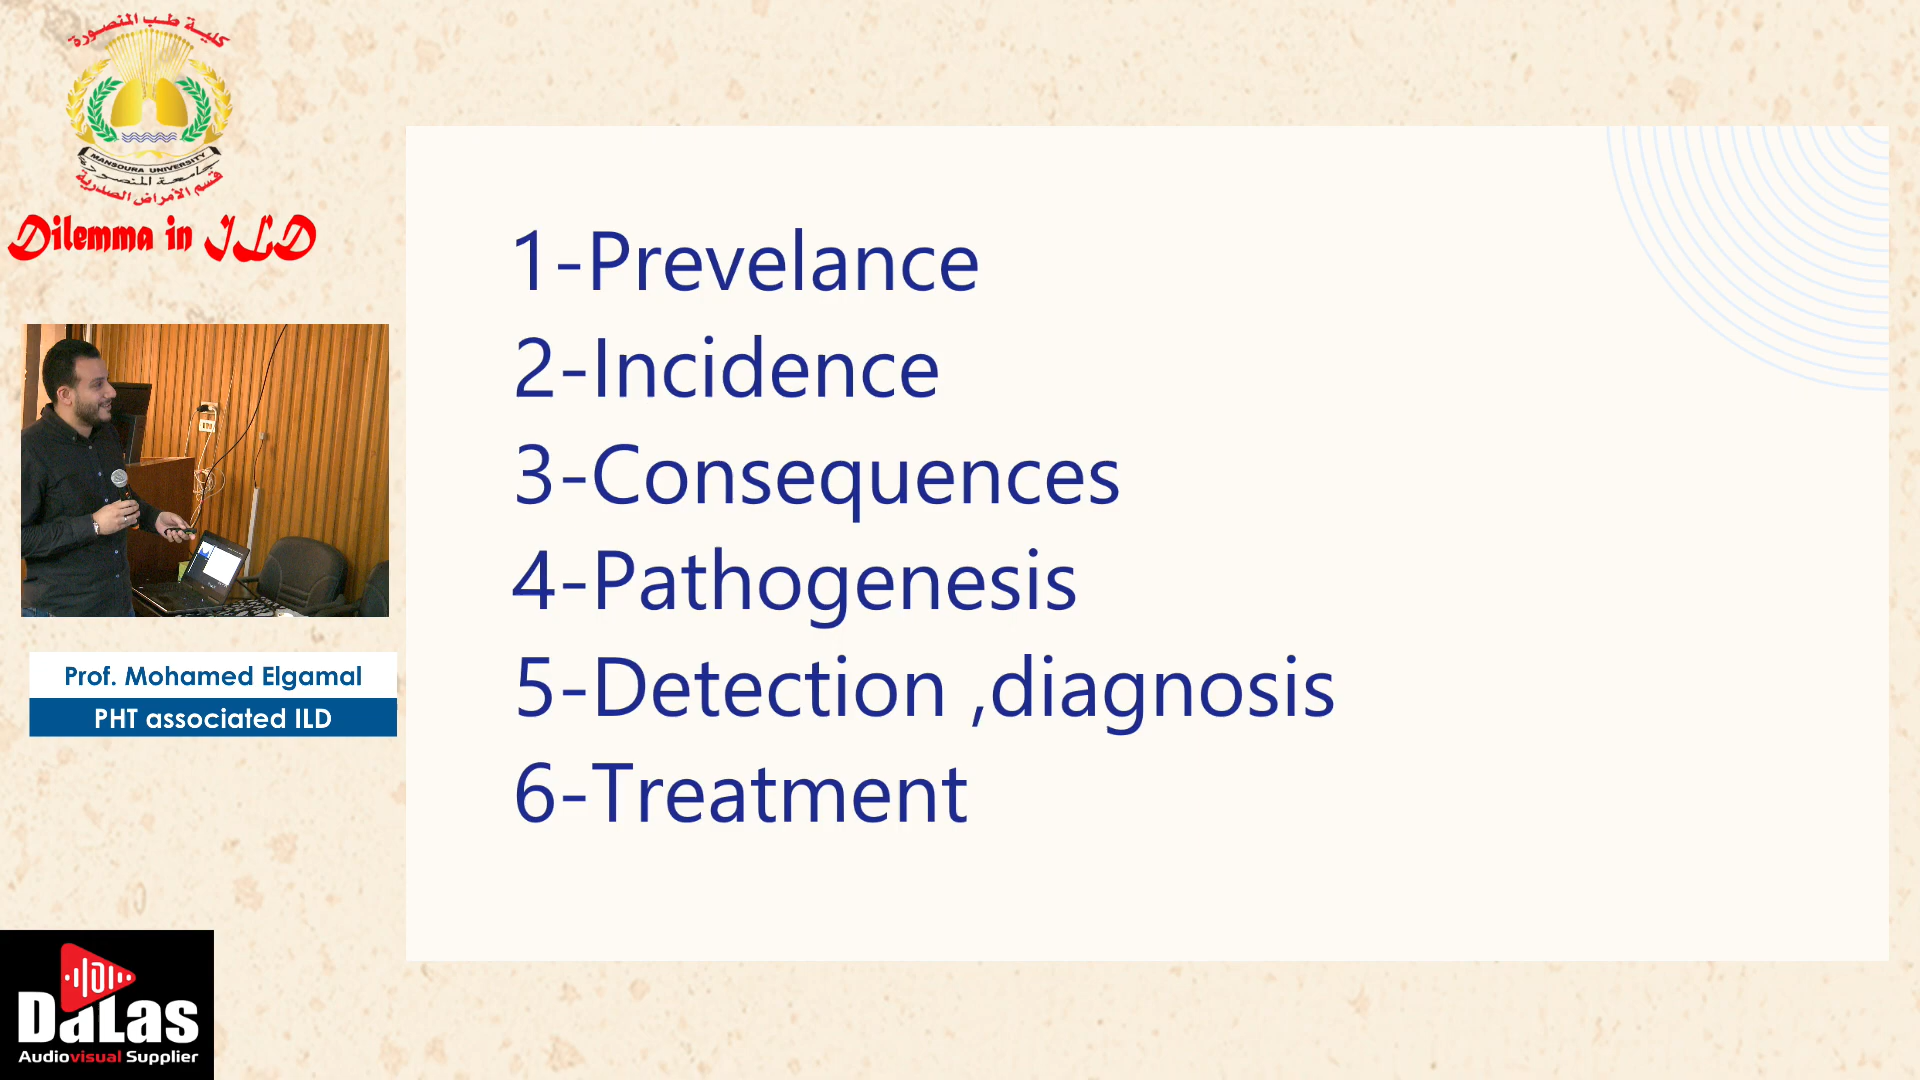 كلية طب المنصورة
MANSOURA UNIVERSITY
جامعة المنصورة
قسم الأمراض الصدرية
Dilemma in ILD
1-Prevelance
2-Incidence
3-Consequences
4-Pathogenesis
5-Detection ,diagnosis
6-Treatment
Prof. Mohamed Elgamal
PHT associated ILD
DaLas
Audiovisual Supplier